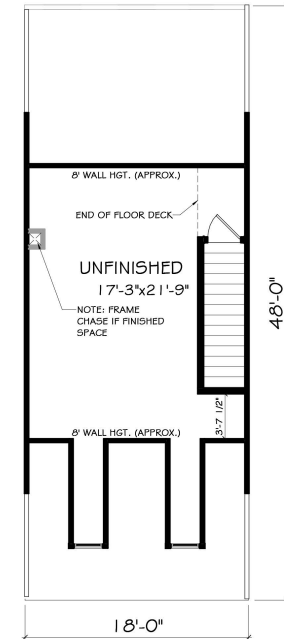 8' WALL HGT. (APPROX.)
END OF FLOOR DECK
UNFINISHED
17'-3"x21'-9"
NOTE: FRAME
CHASE IF FINISHED
SPACE
48'-0"
3'-7 1/2"
8' WALL HGT. (APPROX.)
18'-0"